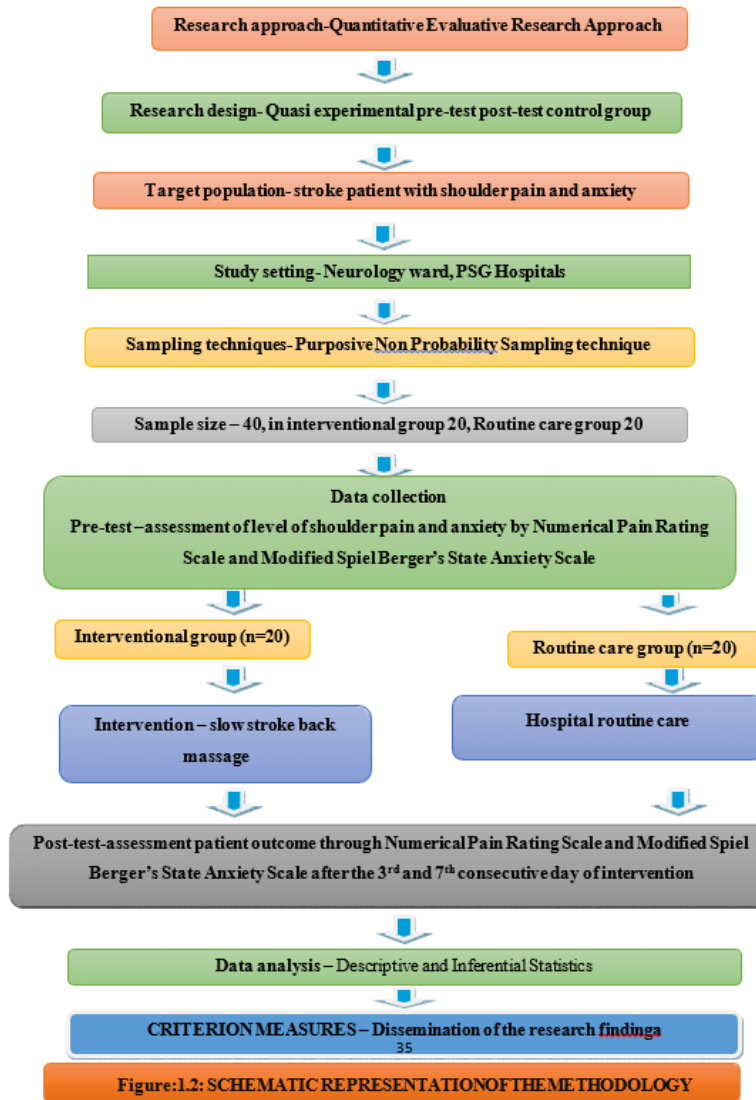 Research approach-Quantitative Evaluative Research Approach
Research design- Quasi experimental pre-test post-test control group
Target population- stroke patient with shoulder pain and anxiety
Study setting- Neurology ward, PSG Hospitals
Sampling techniques- Purposive Non Probability Sampling technique
Sample size – 40, in interventional group 20, Routine care group 20
Data collection
Pre-test –assessment of level of shoulder pain and anxiety by Numerical Pain Rating
Scale and Modified Spiel Berger's State Anxiety Scale
Interventional group (n=20)
Routine care group (n=20)
Intervention – slow stroke back
massage
Hospital routine care
Post-test-assessment patient outcome through Numerical Pain Rating Scale and Modified Spiel
Berger's State Anxiety Scale after the 3rd and 7th consecutive day of intervention
Data analysis – Descriptive and Inferential Statistics
CRITERION MEASURES – Dissemination of the research findinga
35
Figure:1.2: SCHEMATIC REPRESENTATIONOFTHEMETHODOLOGY